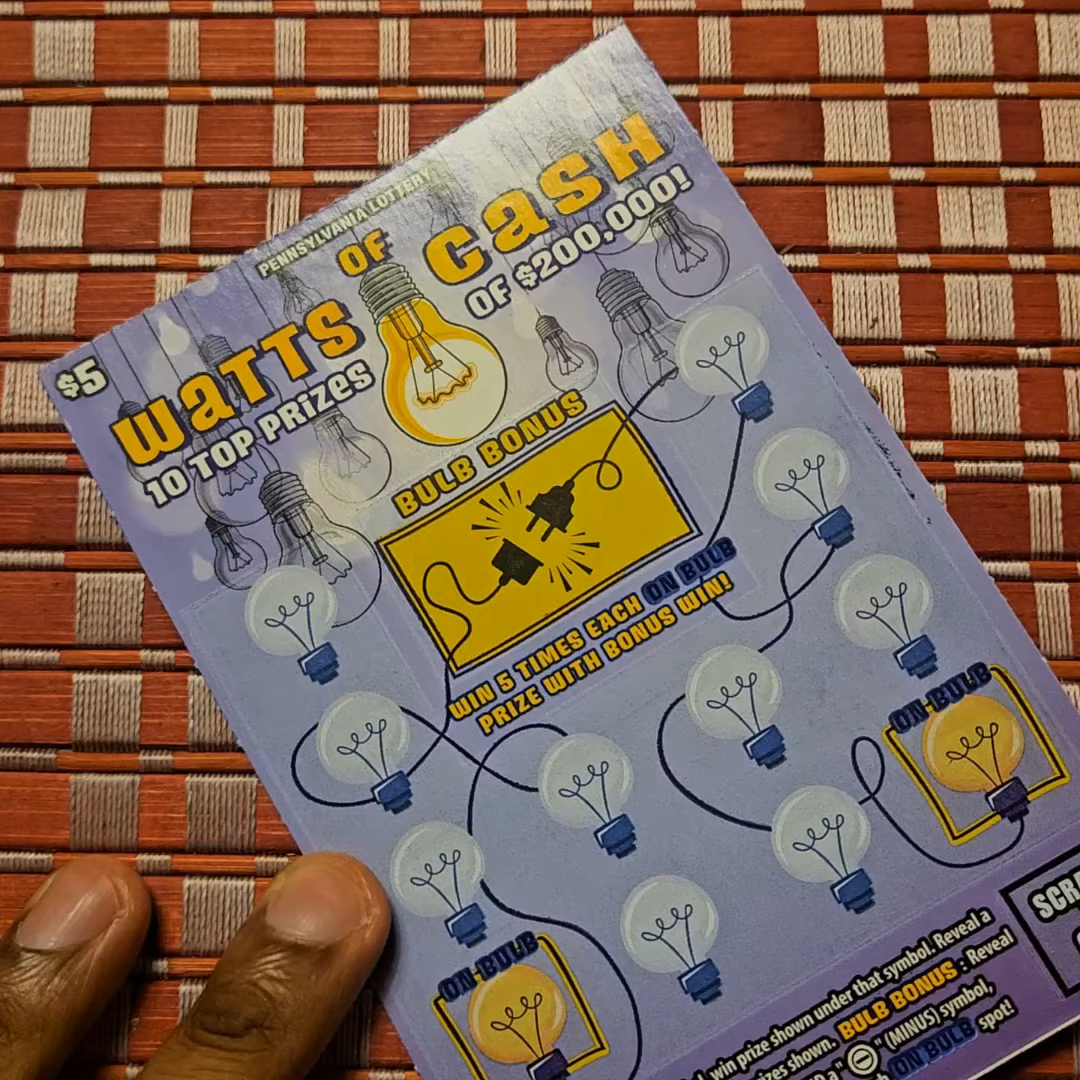 PENNSYLVANIA LOTTERY
$5
WaTTS OF CaSH
10 TOP PRIZES OF $200,000!
BULB BONUS
WIN 5 TIMES EACH ON BULB
PRIZE WITH BONUS WIN!
ON-BULB
ON-BULB
win prize shown under that symbol. Reveal a
shown. BULB BONUS: Reveal
a "⊖" (MINUS) symbol,
ON BULB spot!